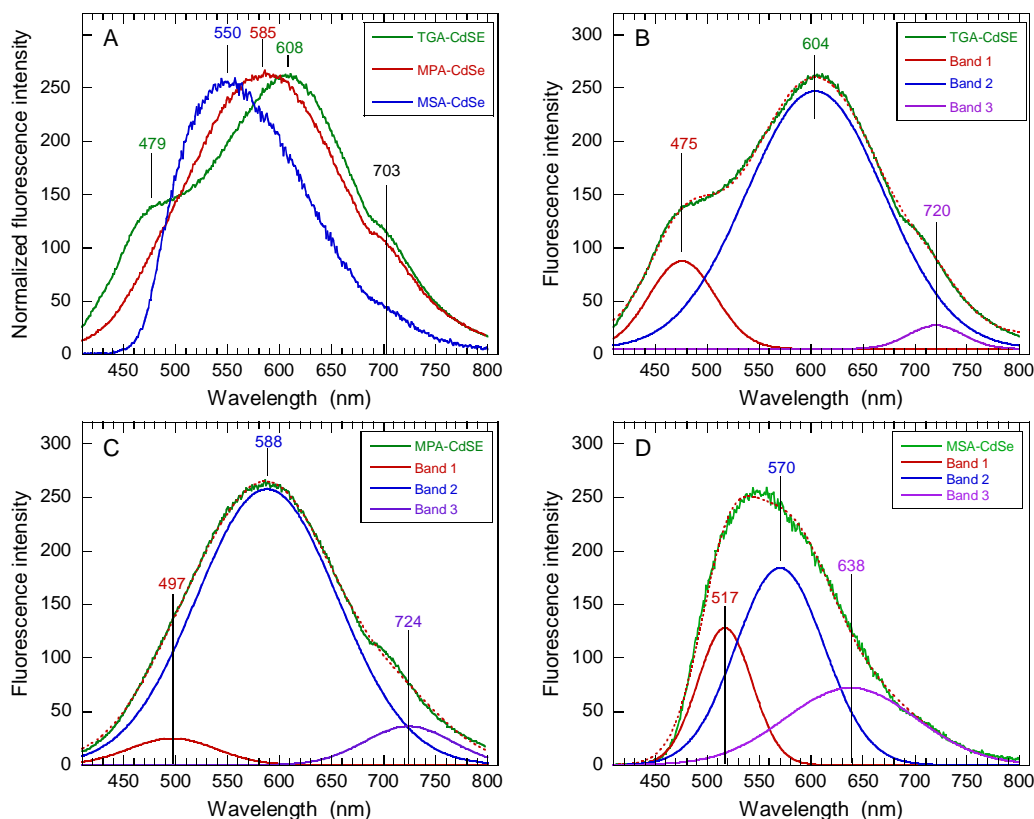 A
550
585
608
479
703
TGA-CdSE
MPA-CdSe
MSA-CdSe
300
250
200
150
100
50
0
Normalized fluorescence intensity
450 500 550 600 650 700 750 800
Wavelength (nm)
B
604
475
720
TGA-CdSE
Band 1
Band 2
Band 3
300
250
200
150
100
50
0
Fluorescence intensity
450 500 550 600 650 700 750 800
Wavelength (nm)
C
588
497
724
MPA-CdSE
Band 1
Band 2
Band 3
300
250
200
150
100
50
0
Fluorescence intensity
450 500 550 600 650 700 750 800
Wavelength (nm)
D
570
517
638
MSA-CdSe
Band 1
Band 2
Band 3
300
250
200
150
100
50
0
Fluorescence intensity
450 500 550 600 650 700 750 800
Wavelength (nm)